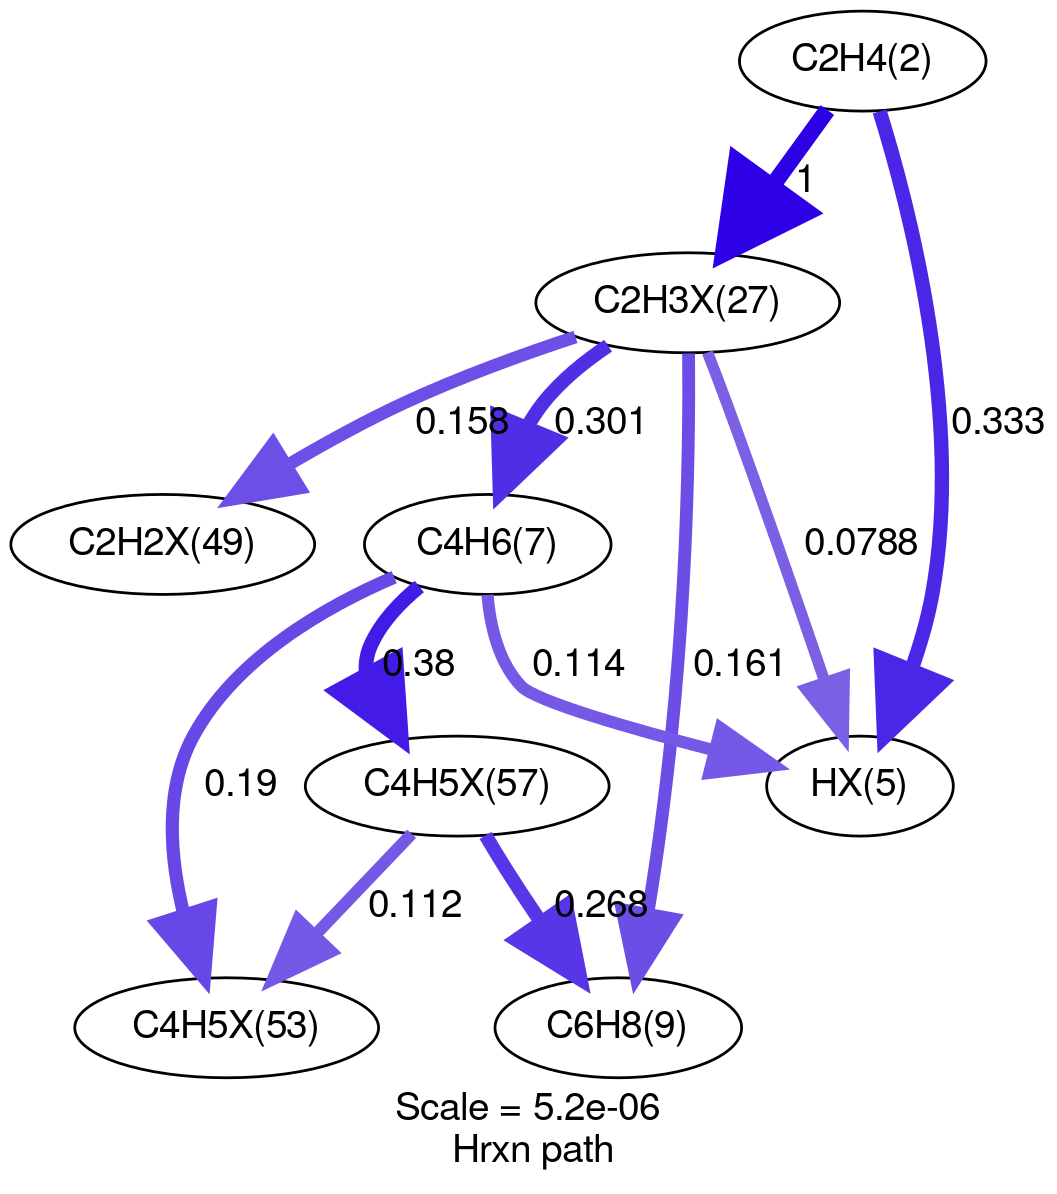 C2H4(2)
1
C2H3X(27)
0.158
0.301
0.333
C2H2X(49)
C4H6(7)
0.0788
0.38
0.114
0.161
0.19
C4H5X(57)
HX(5)
0.112
0.268
C4H5X(53)
C6H8(9)
Scale = 5.2e-06
Hrxn path